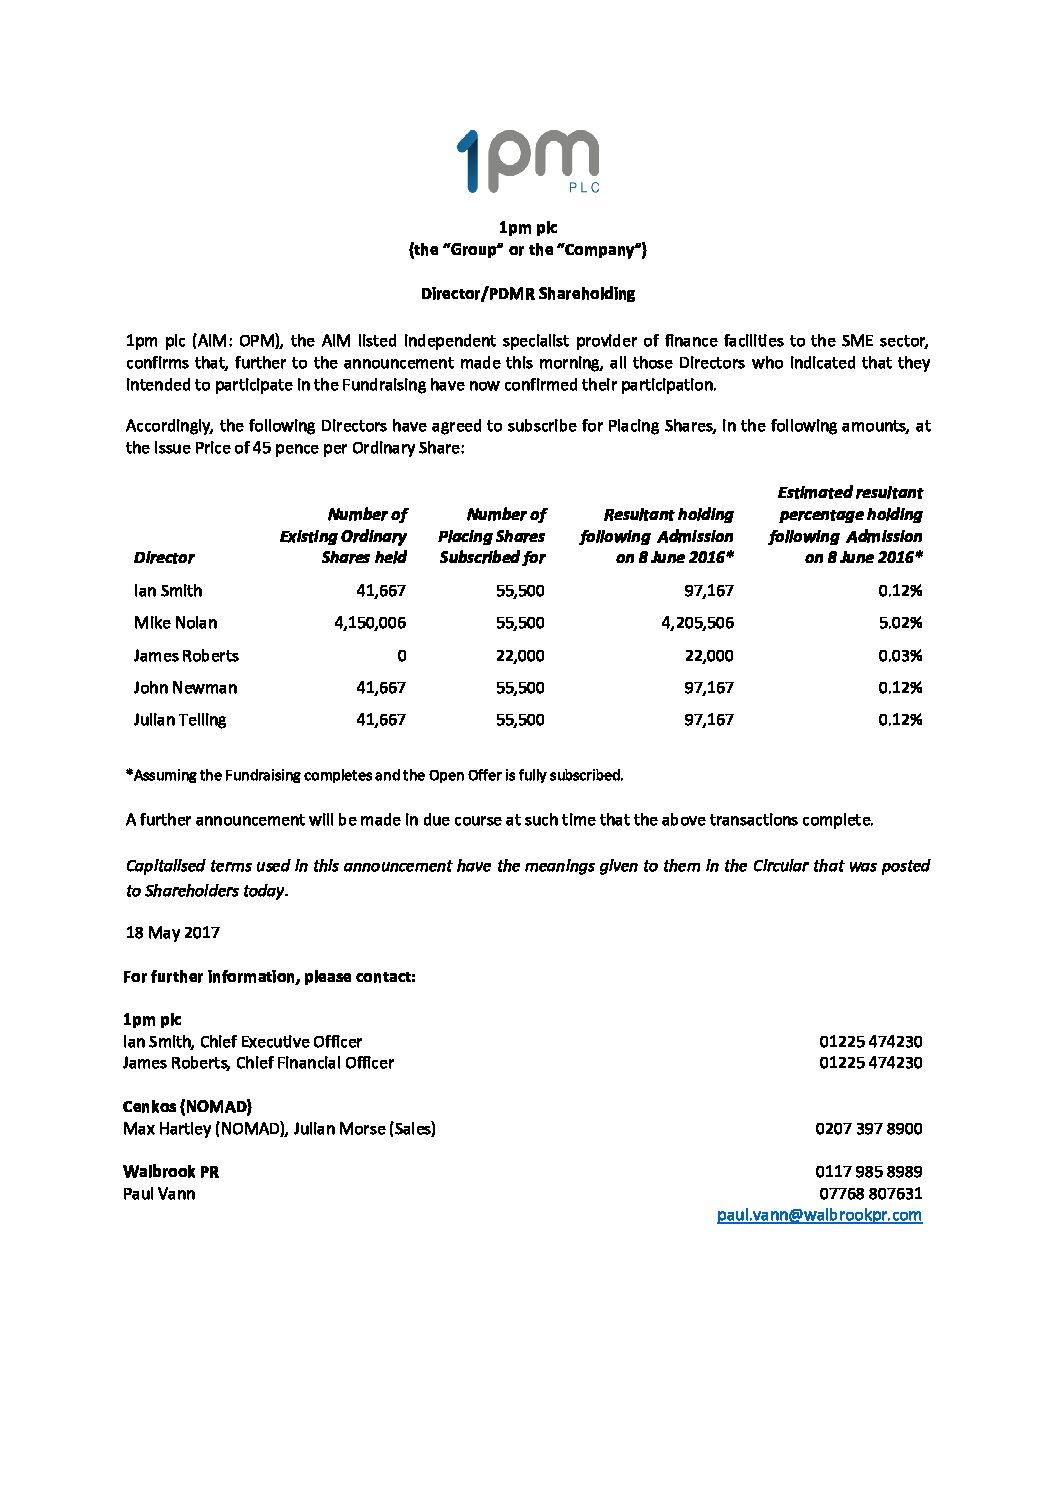 1pm
PLC
1pm plc
(the “Group” or the “Company”)
Director/PDMR Shareholding
1pm plc (AIM: OPM), the AIM listed independent specialist provider of finance facilities to the SME sector,
confirms that, further to the announcement made this morning, all those Directors who indicated that they
intended to participate in the Fundraising have now confirmed their participation.
Accordingly, the following Directors have agreed to subscribe for Placing Shares, in the following amounts, at
the Issue Price of 45 pence per Ordinary Share:
Director Number of Existing Ordinary Shares held Number of Placing Shares Subscribed for Resultant holding following Admission on 8 June 2016* Estimated resultant percentage holding following Admission on 8 June 2016*
Ian Smith 41,667 55,500 97,167 0.12%
Mike Nolan 4,150,006 55,500 4,205,506 5.02%
James Roberts 0 22,000 22,000 0.03%
John Newman 41,667 55,500 97,167 0.12%
Julian Telling 41,667 55,500 97,167 0.12%
*Assuming the Fundraising completes and the Open Offer is fully subscribed.
A further announcement will be made in due course at such time that the above transactions complete.
Capitalised terms used in this announcement have the meanings given to them in the Circular that was posted
to Shareholders today.
18 May 2017
For further information, please contact:
1pm plc
Ian Smith, Chief Executive Officer 01225 474230
James Roberts, Chief Financial Officer 01225 474230
Cenkos (NOMAD)
Max Hartley (NOMAD), Julian Morse (Sales) 0207 397 8900
Walbrook PR 0117 985 8989
Paul Vann 07768 807631
paul.vann@walbrookpr.com